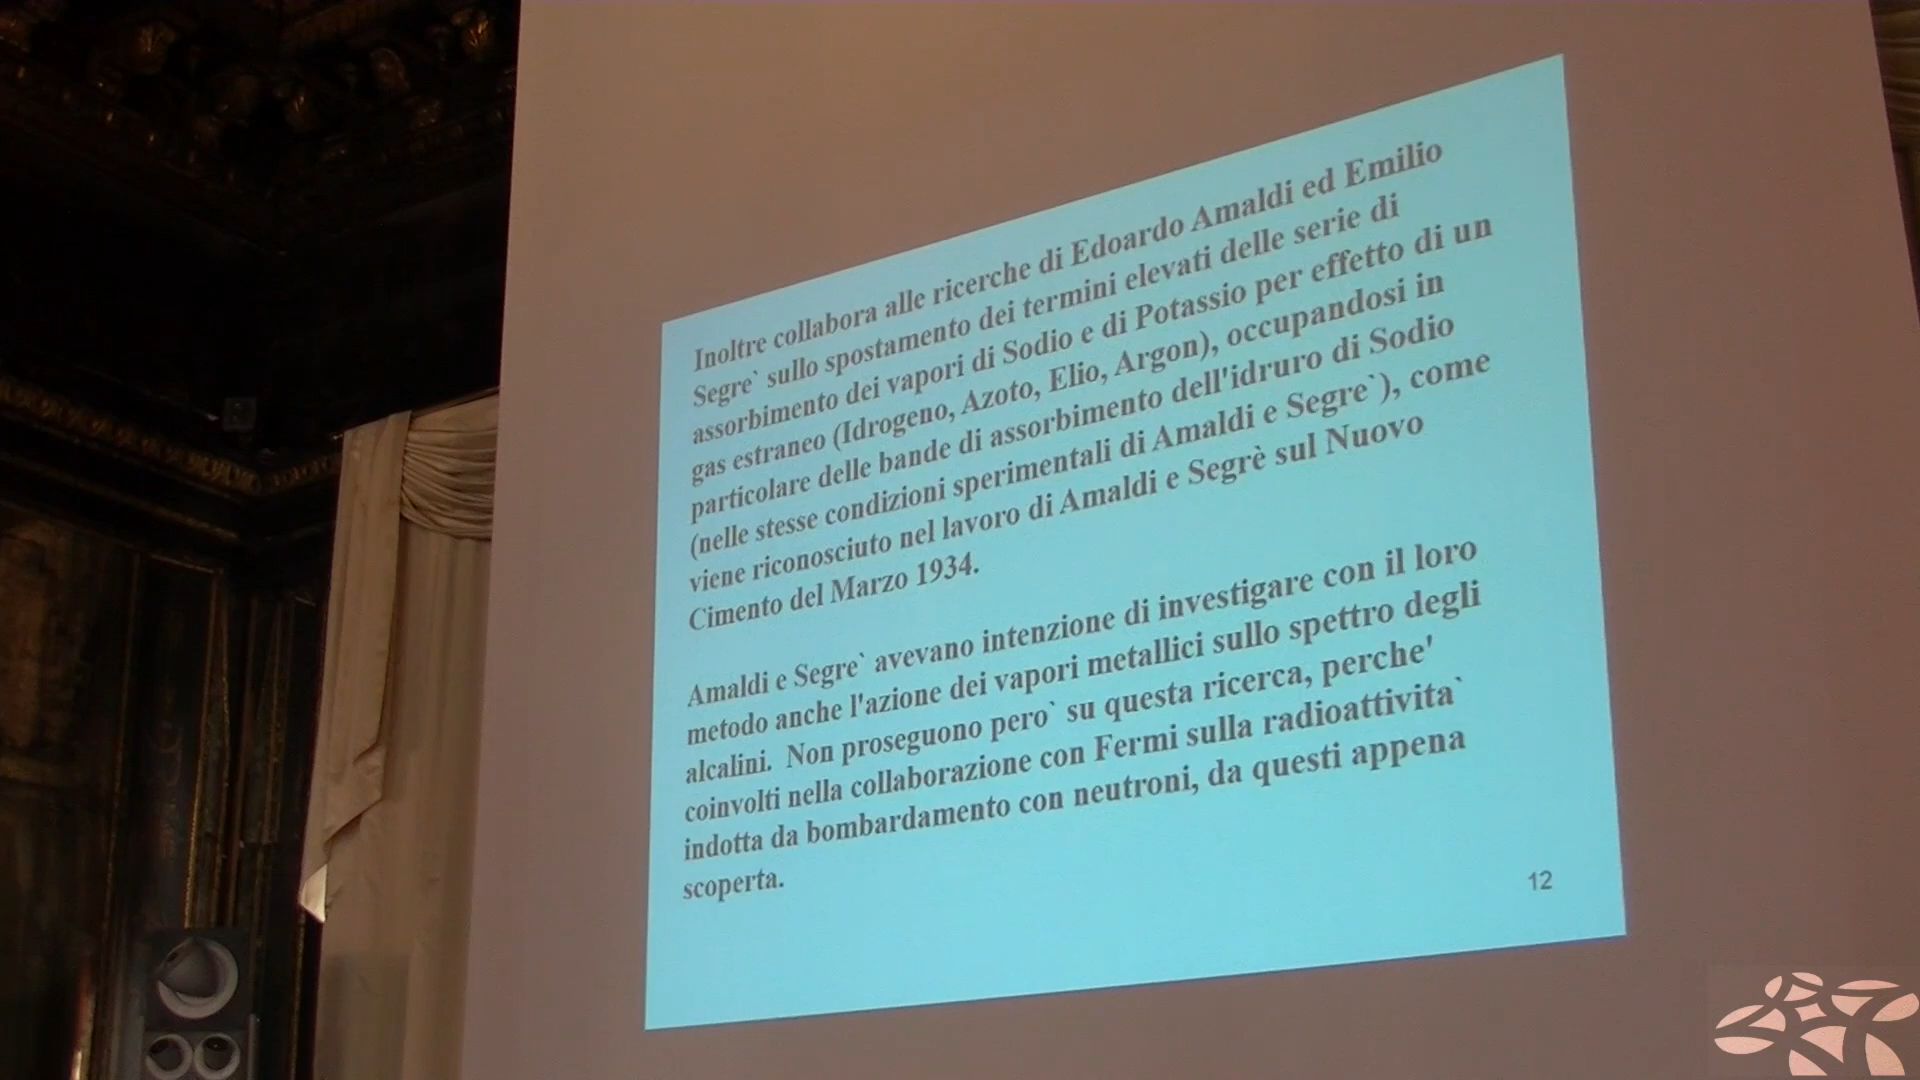 Inoltre collabora alle ricerche di Edoardo Amaldi ed Emilio
Segre` sullo spostamento dei termini elevati delle serie di
assorbimento dei vapori di Sodio e di Potassio per effetto di un
gas estraneo (Idrogeno, Azoto, Elio, Argon), occupandosi in
particolare delle bande di assorbimento dell'idruro di Sodio
(nelle stesse condizioni sperimentali di Amaldi e Segre`), come
viene riconosciuto nel lavoro di Amaldi e Segrè sul Nuovo
Cimento del Marzo 1934.
Amaldi e Segre` avevano intenzione di investigare con il loro
metodo anche l'azione dei vapori metallici sullo spettro degli
alcalini. Non proseguono pero` su questa ricerca, perche'
coinvolti nella collaborazione con Fermi sulla radioattivita`
indotta da bombardamento con neutroni, da questi appena
scoperta.
12